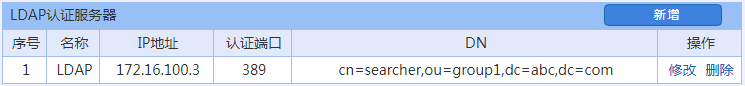 LDAP认证服务器 新增
序号 名称 IP地址 认证端口 DN 操作
1 LDAP 172.16.100.3 389 cn=searcher,ou=group1,dc=abc,dc=com 修改 删除